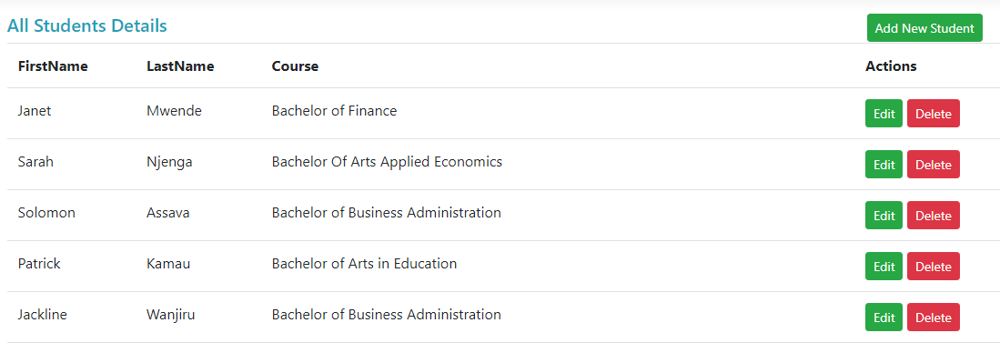 All Students Details Add New Student
FirstName LastName Course Actions
Janet Mwende Bachelor of Finance Edit Delete
Sarah Njenga Bachelor Of Arts Applied Economics Edit Delete
Solomon Assava Bachelor of Business Administration Edit Delete
Patrick Kamau Bachelor of Arts in Education Edit Delete
Jackline Wanjiru Bachelor of Business Administration Edit Delete